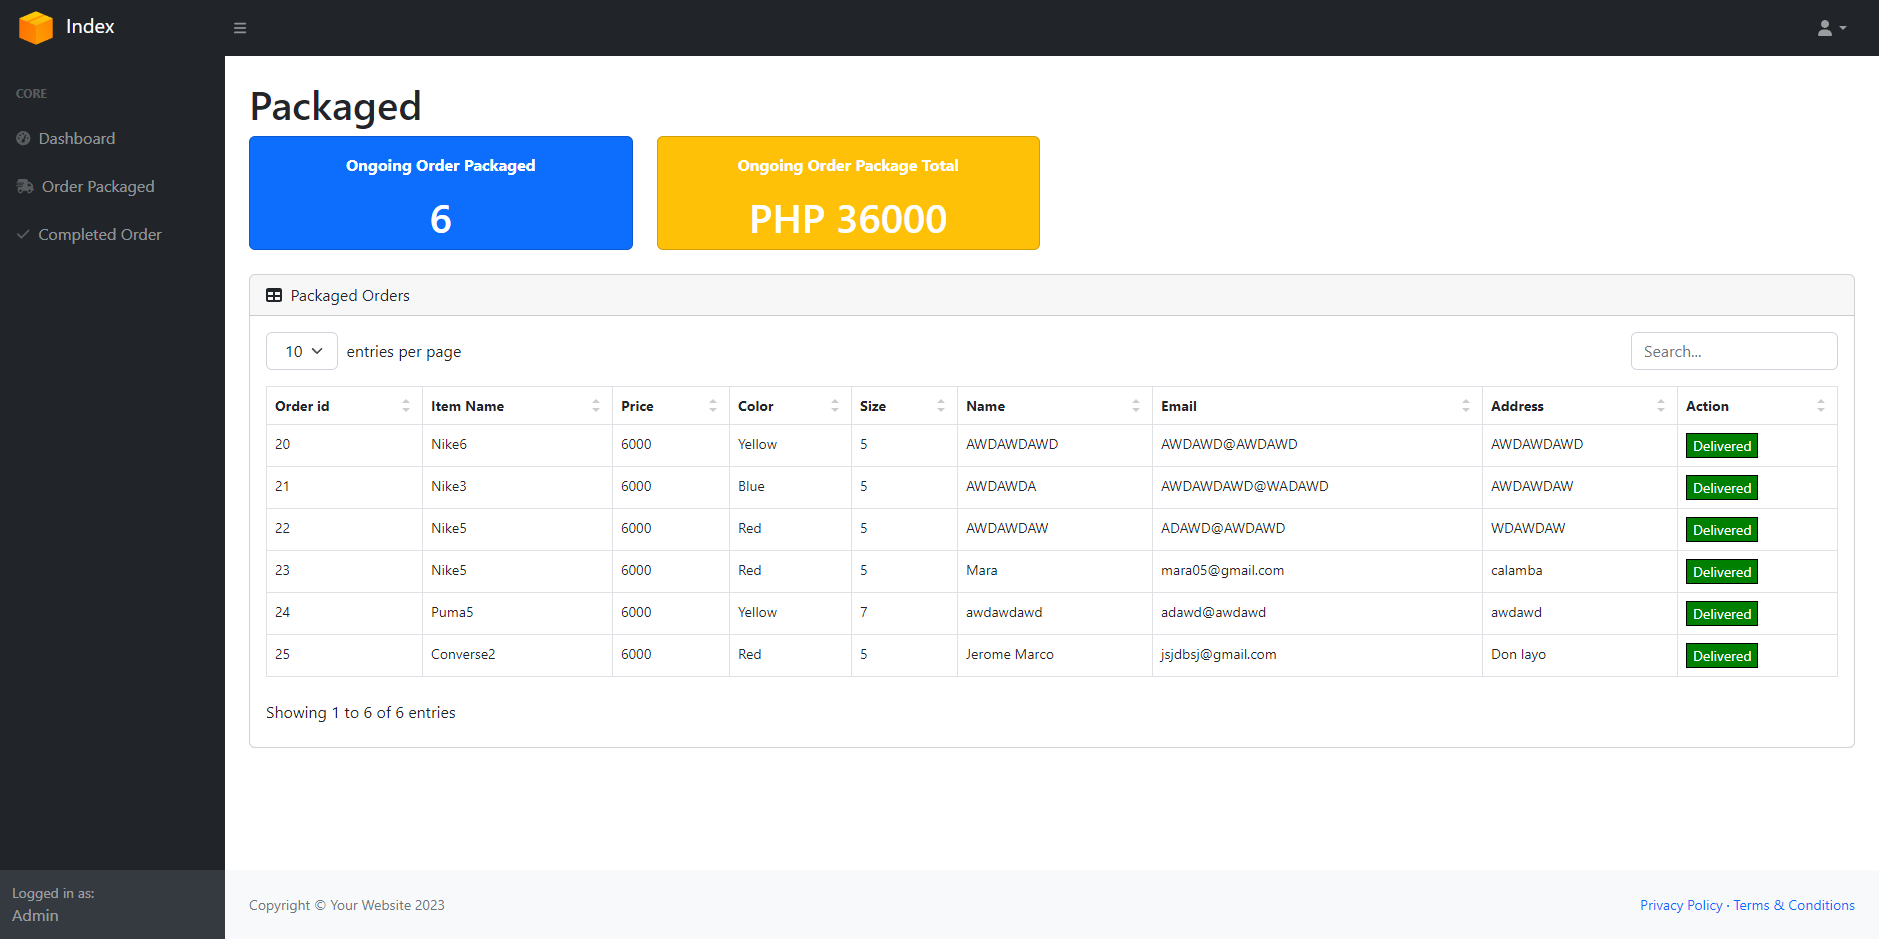 Index
CORE
Dashboard
Order Packaged
Completed Order
Logged in as:
Admin
Packaged
Ongoing Order Packaged
6
Ongoing Order Package Total
PHP 36000
Packaged Orders
10 entries per page
Search...
Order id Item Name Price Color Size Name Email Address Action
20 Nike6 6000 Yellow 5 AWDAWDAWD AWDAWD@AWDAWD AWDAWDAWD Delivered
21 Nike3 6000 Blue 5 AWDAWDA AWDAWDAWD@WADAWD AWDAWDAW Delivered
22 Nike5 6000 Red 5 AWDAWDAW ADAWD@AWDAWD WDAWDAW Delivered
23 Nike5 6000 Red 5 Mara mara05@gmail.com calamba Delivered
24 Puma5 6000 Yellow 7 awdawdawd adawd@awdawd awdawd Delivered
25 Converse2 6000 Red 5 Jerome Marco jsjdbsj@gmail.com Don layo Delivered
Showing 1 to 6 of 6 entries
Copyright © Your Website 2023
Privacy Policy · Terms & Conditions